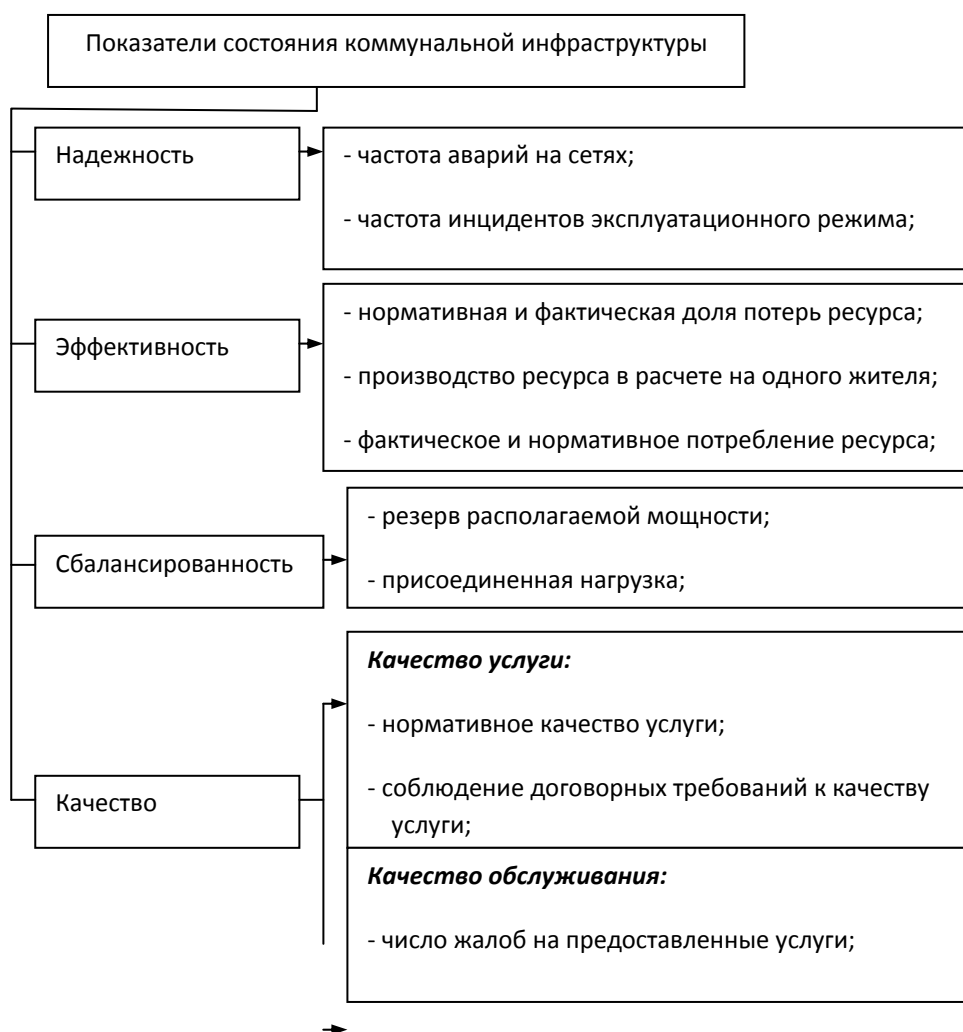 Показатели состояния коммунальной инфраструктуры
Надежность
- частота аварий на сетях;
- частота инцидентов эксплуатационного режима;
Эффективность
- нормативная и фактическая доля потерь ресурса;
- производство ресурса в расчете на одного жителя;
- фактическое и нормативное потребление ресурса;
Сбалансированность
- резерв располагаемой мощности;
- присоединенная нагрузка;
Качество
Качество услуги:
- нормативное качество услуги;
- соблюдение договорных требований к качеству
услуги;
Качество обслуживания:
- число жалоб на предоставленные услуги;